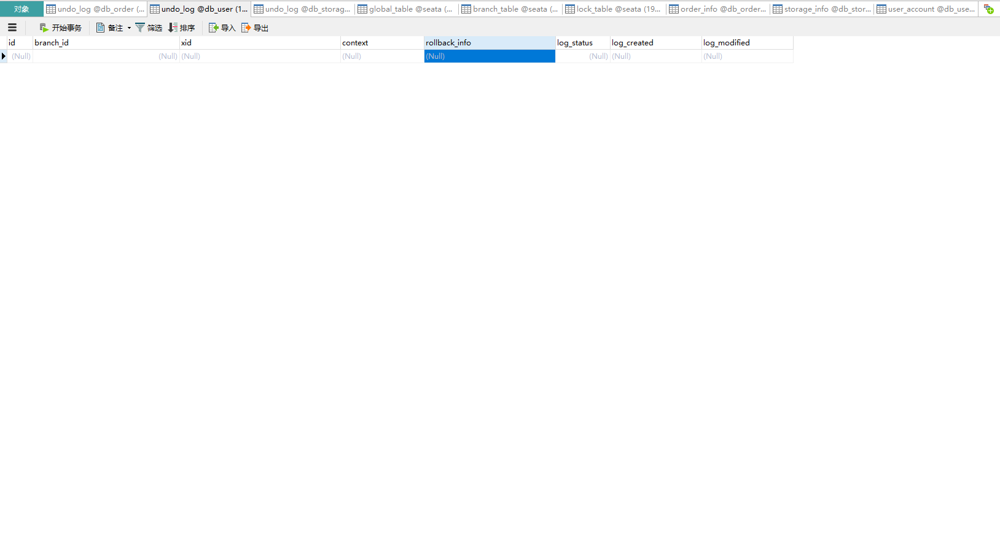 对象 undo_log @db_order (... undo_log @db_user (1... undo_log @db_storag... global_table @seata (... branch_table @seata (... lock_table @seata (19... order_info @db_order... storage_info @db_stor... user_account @db_use...
开始事务 备注 筛选 排序 导入 导出
id branch_id xid context rollback_info log_status log_created log_modified
(Null) (Null) (Null) (Null) (Null) (Null) (Null) (Null)